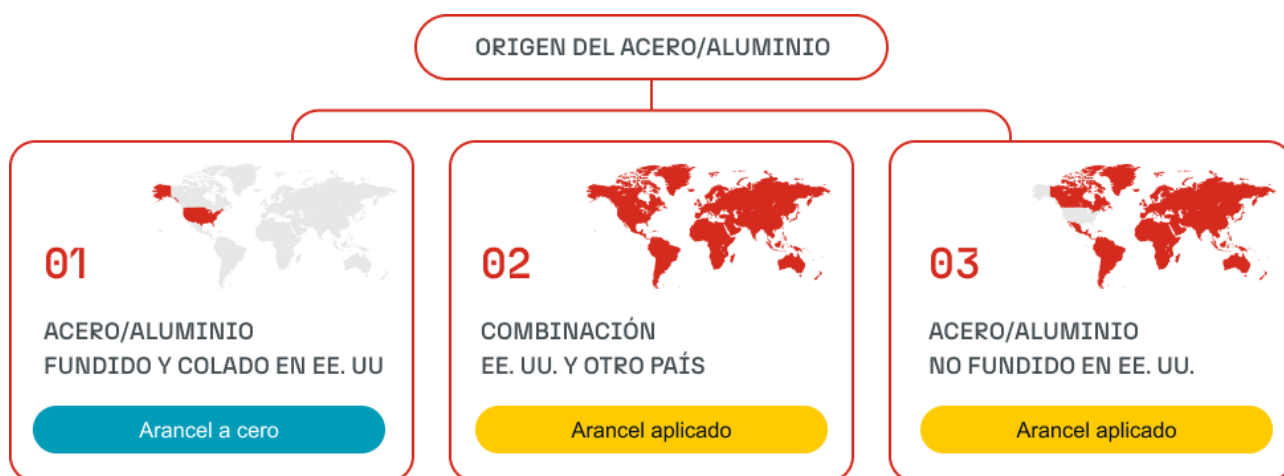 ORIGEN DEL ACERO/ALUMINIO
01
ACERO/ALUMINIO
FUNDIDO Y COLADO EN EE. UU
Arancel a cero
02
COMBINACIÓN
EE. UU. Y OTRO PAÍS
Arancel aplicado
03
ACERO/ALUMINIO
NO FUNDIDO EN EE. UU.
Arancel aplicado